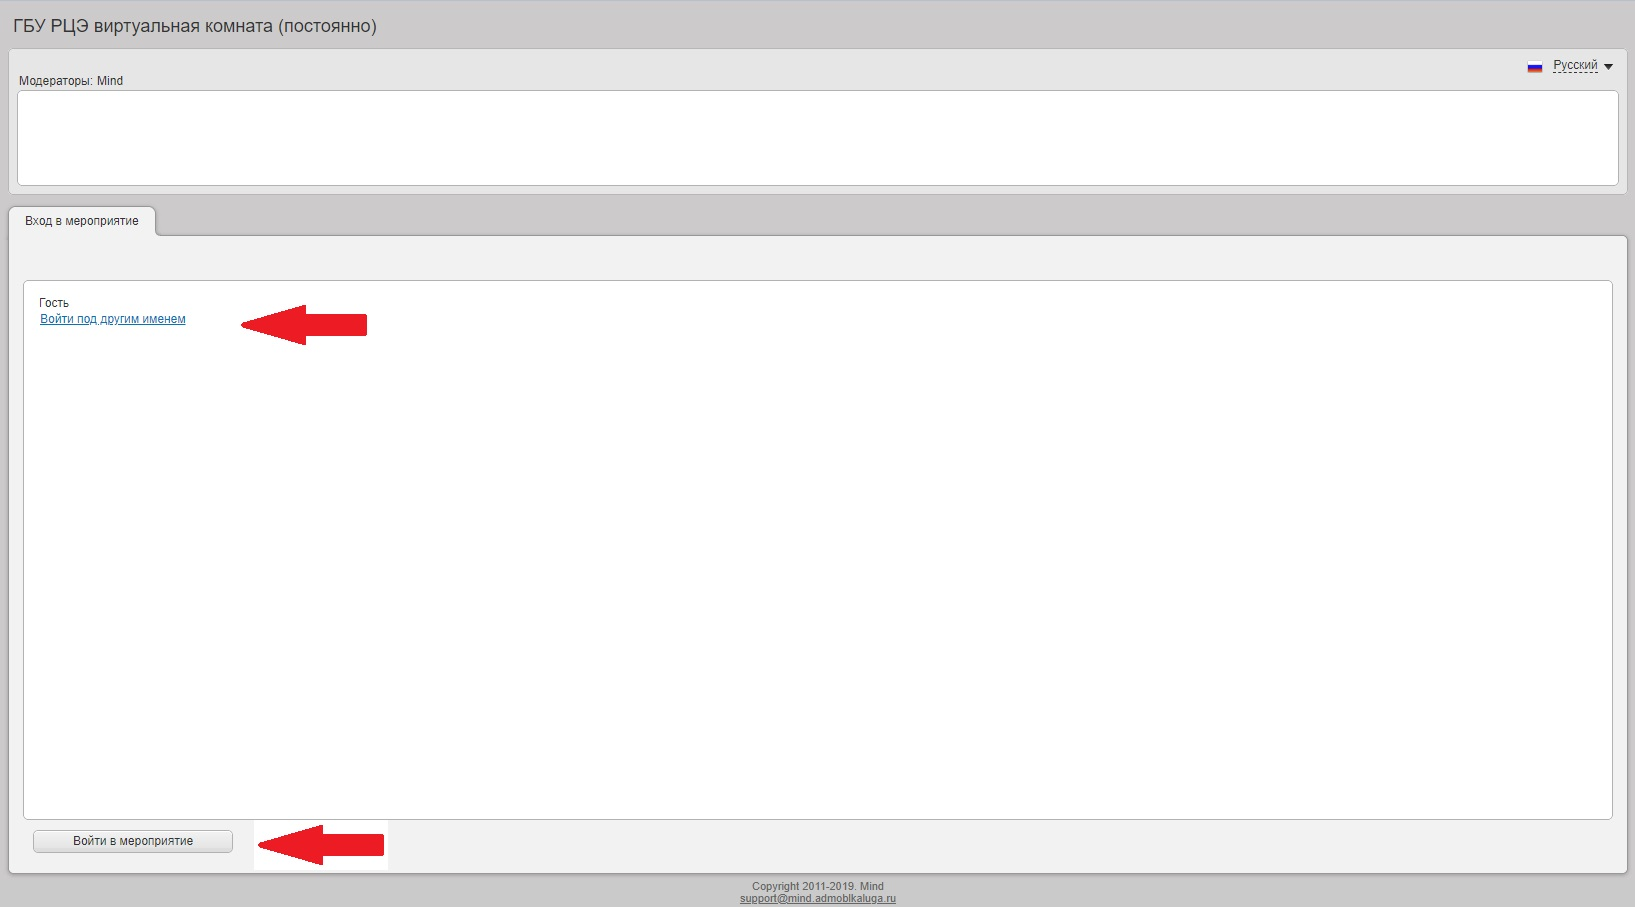 ГБУ РЦЭ виртуальная комната (постоянно)
Русский
Модераторы: Mind
Вход в мероприятие
Гость
Войти под другим именем
Войти в мероприятие
Copyright 2011-2019. Mind
support@mind.admoblkaluga.ru